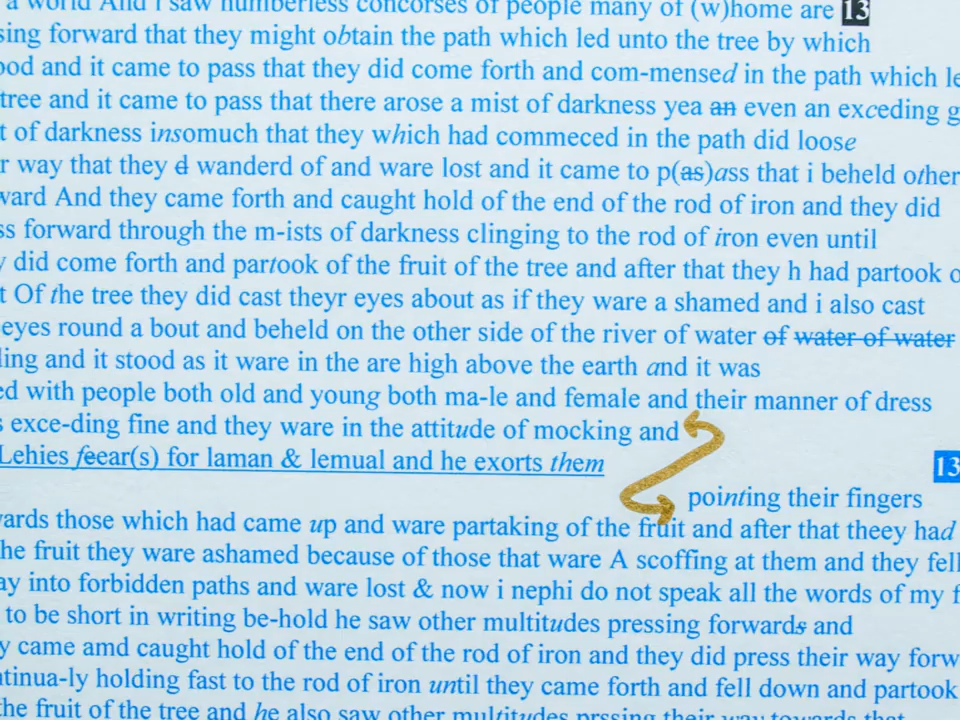 a world And i saw numberless concorses of people many of (w)home are 13
sing forward that they might obtain the path which led unto the tree by which
ood and it came to pass that they did come forth and com-mensed in the path which le
tree and it came to pass that there arose a mist of darkness yea an even an exceding g
t of darkness insomuch that they which had commeced in the path did loose
r way that they d wanderd of and ware lost and it came to p(as)ass that i beheld other
ward And they came forth and caught hold of the end of the rod of iron and they did
ss forward through the m-ists of darkness clinging to the rod of iron even until
y did come forth and partook of the fruit of the tree and after that they h had partook o
t Of the tree they did cast theyr eyes about as if they ware a shamed and i also cast
eyes round a bout and beheld on the other side of the river of water of water of water
ding and it stood as it ware in the are high above the earth and it was
ed with people both old and young both ma-le and female and their manner of dress
s exce-ding fine and they ware in the attitude of mocking and
Lehies feear(s) for laman & lemual and he exorts them 13
pointing their fingers
wards those which had came up and ware partaking of the fruit and after that theey had
he fruit they ware ashamed because of those that ware A scoffing at them and they fell
ay into forbidden paths and ware lost & now i nephi do not speak all the words of my f
to be short in writing be-hold he saw other multitudes pressing forwards and
y came amd caught hold of the end of the rod of iron and they did press their way forw
ntinua-ly holding fast to the rod of iron until they came forth and fell down and partook
the fruit of the tree and he also saw other multitudes prssing their way towards that